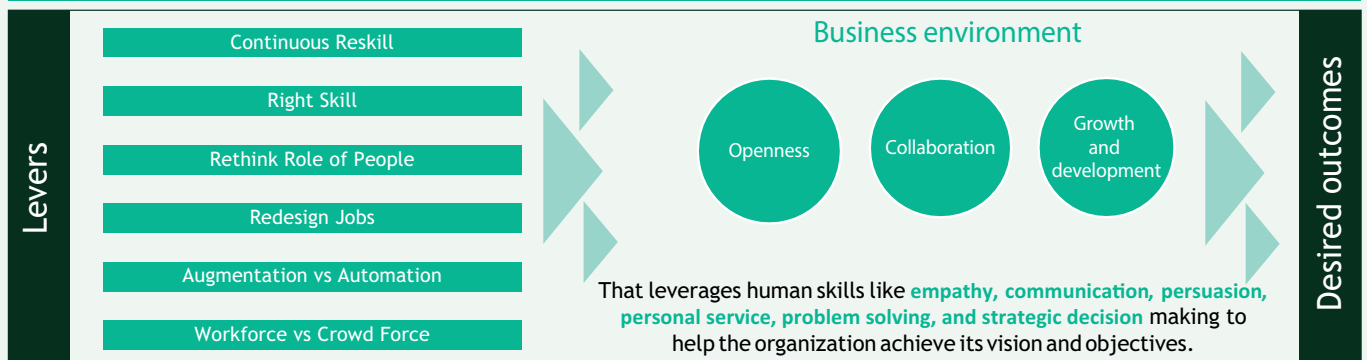 Levers
Continuous Reskill
Right Skill
Rethink Role of People
Redesign Jobs
Augmentation vs Automation
Workforce vs Crowd Force
Business environment
Openness
Collaboration
Growth
and
development
That leverages human skills like empathy, communication, persuasion,
personal service, problem solving, and strategic decision making to
help the organization achieve its vision and objectives.
Desired outcomes